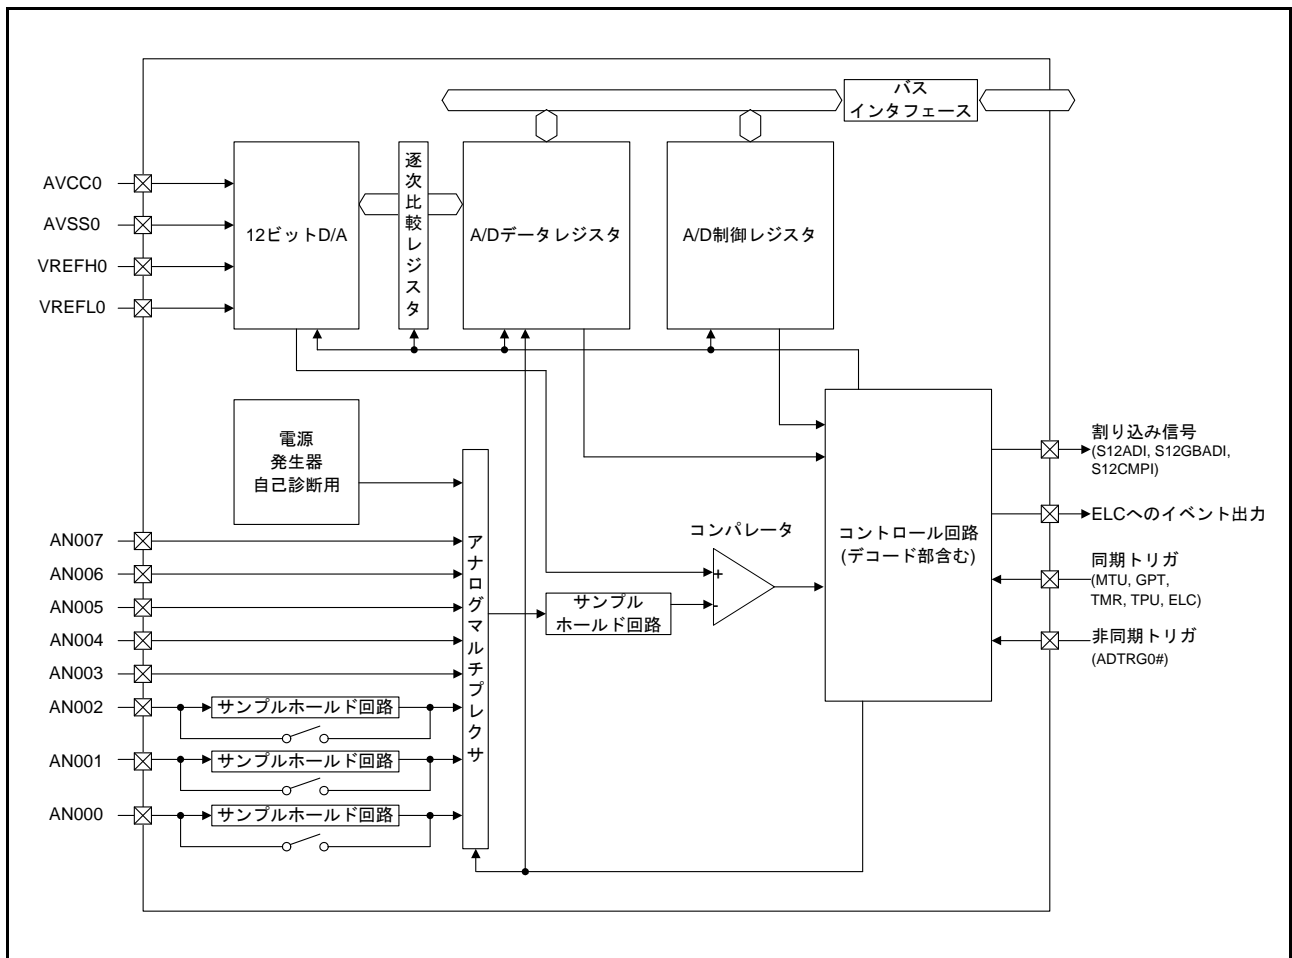 バス
インタフェース
AVCC0
AVSS0
VREFH0
VREFL0
12ビットD/A
逐次比較レジスタ
A/Dデータレジスタ
A/D制御レジスタ
電源
発生器
自己診断用
AN007
AN006
AN005
AN004
AN003
AN002
AN001
AN000
サンプルホールド回路
サンプルホールド回路
サンプルホールド回路
アナログマルチプレクサ
サンプル
ホールド回路
コンパレータ
+
-
コントロール回路
(デコード部含む)
割り込み信号
(S12ADI, S12GBADI,
S12CMPI)
ELCへのイベント出力
同期トリガ
(MTU, GPT,
TMR, TPU, ELC)
非同期トリガ
(ADTRG0#)